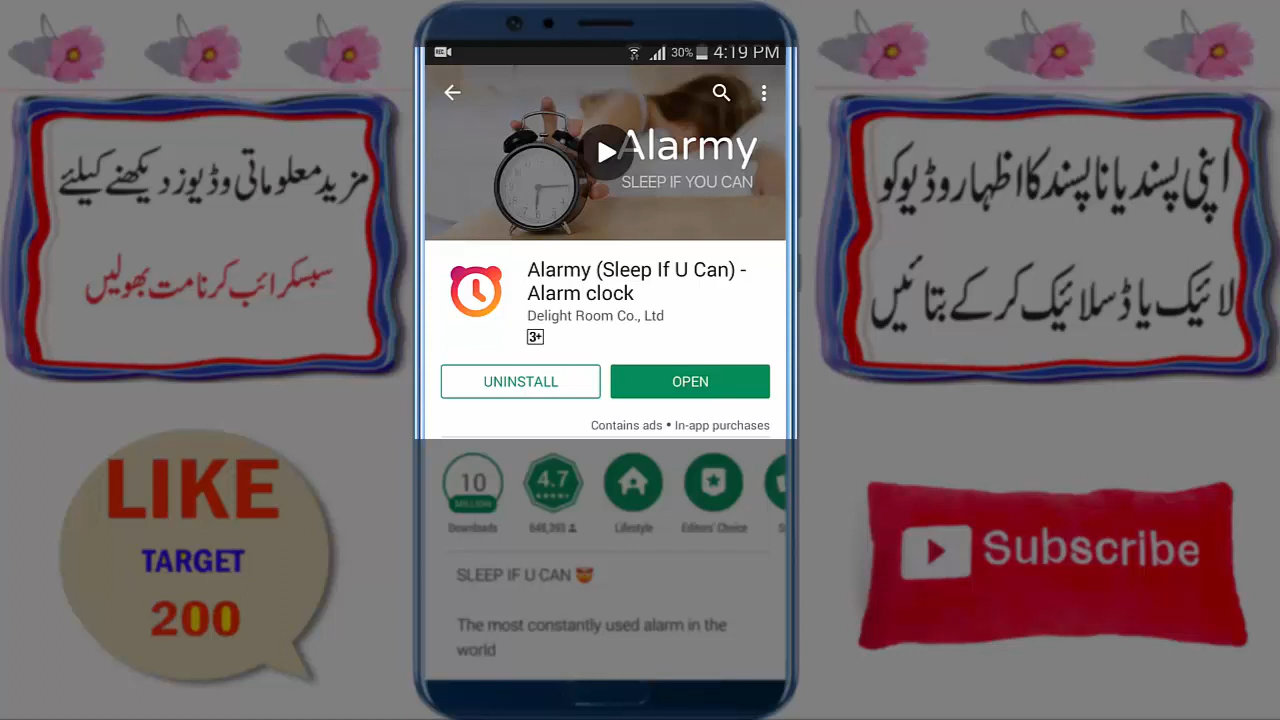 مزید معلوماتی وڈیوز دیکھنے کیلئے
سبسکرائب کرنا مت بھولیں
LIKE
TARGET
200
REC
30%
4:19 PM
Alarmy
SLEEP IF YOU CAN
Alarmy (Sleep If U Can) -
Alarm clock
Delight Room Co., Ltd
3+
UNINSTALL
OPEN
Contains ads • In-app purchases
10
MILLION
Downloads
4.7
648,393
Lifestyle
Editors' Choice
SLEEP IF U CAN
The most constantly used alarm in the
world
اپنی پسند یا ناپسند کا اظہار وڈیو کو
لائیک یا ڈسلائیک کر کے بتائیں
Subscribe